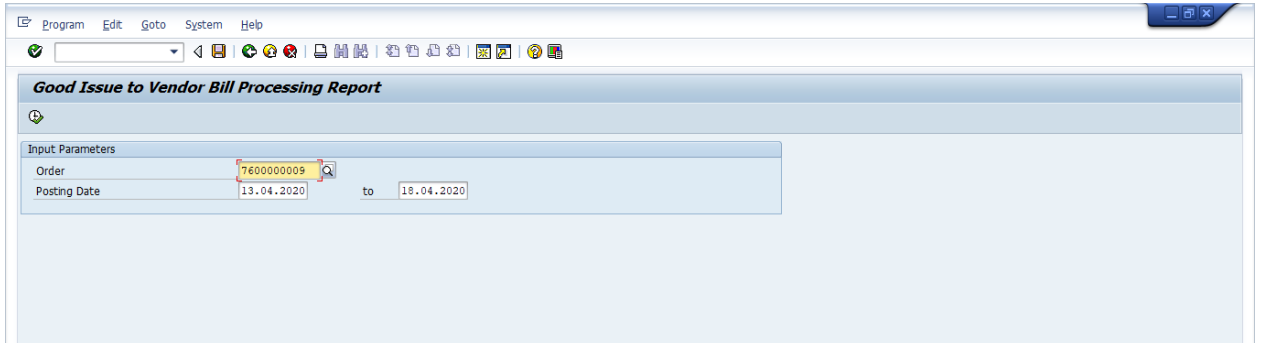 Program Edit Goto System Help
Good Issue to Vendor Bill Processing Report
Input Parameters
Order 7600000009
Posting Date 13.04.2020 to 18.04.2020